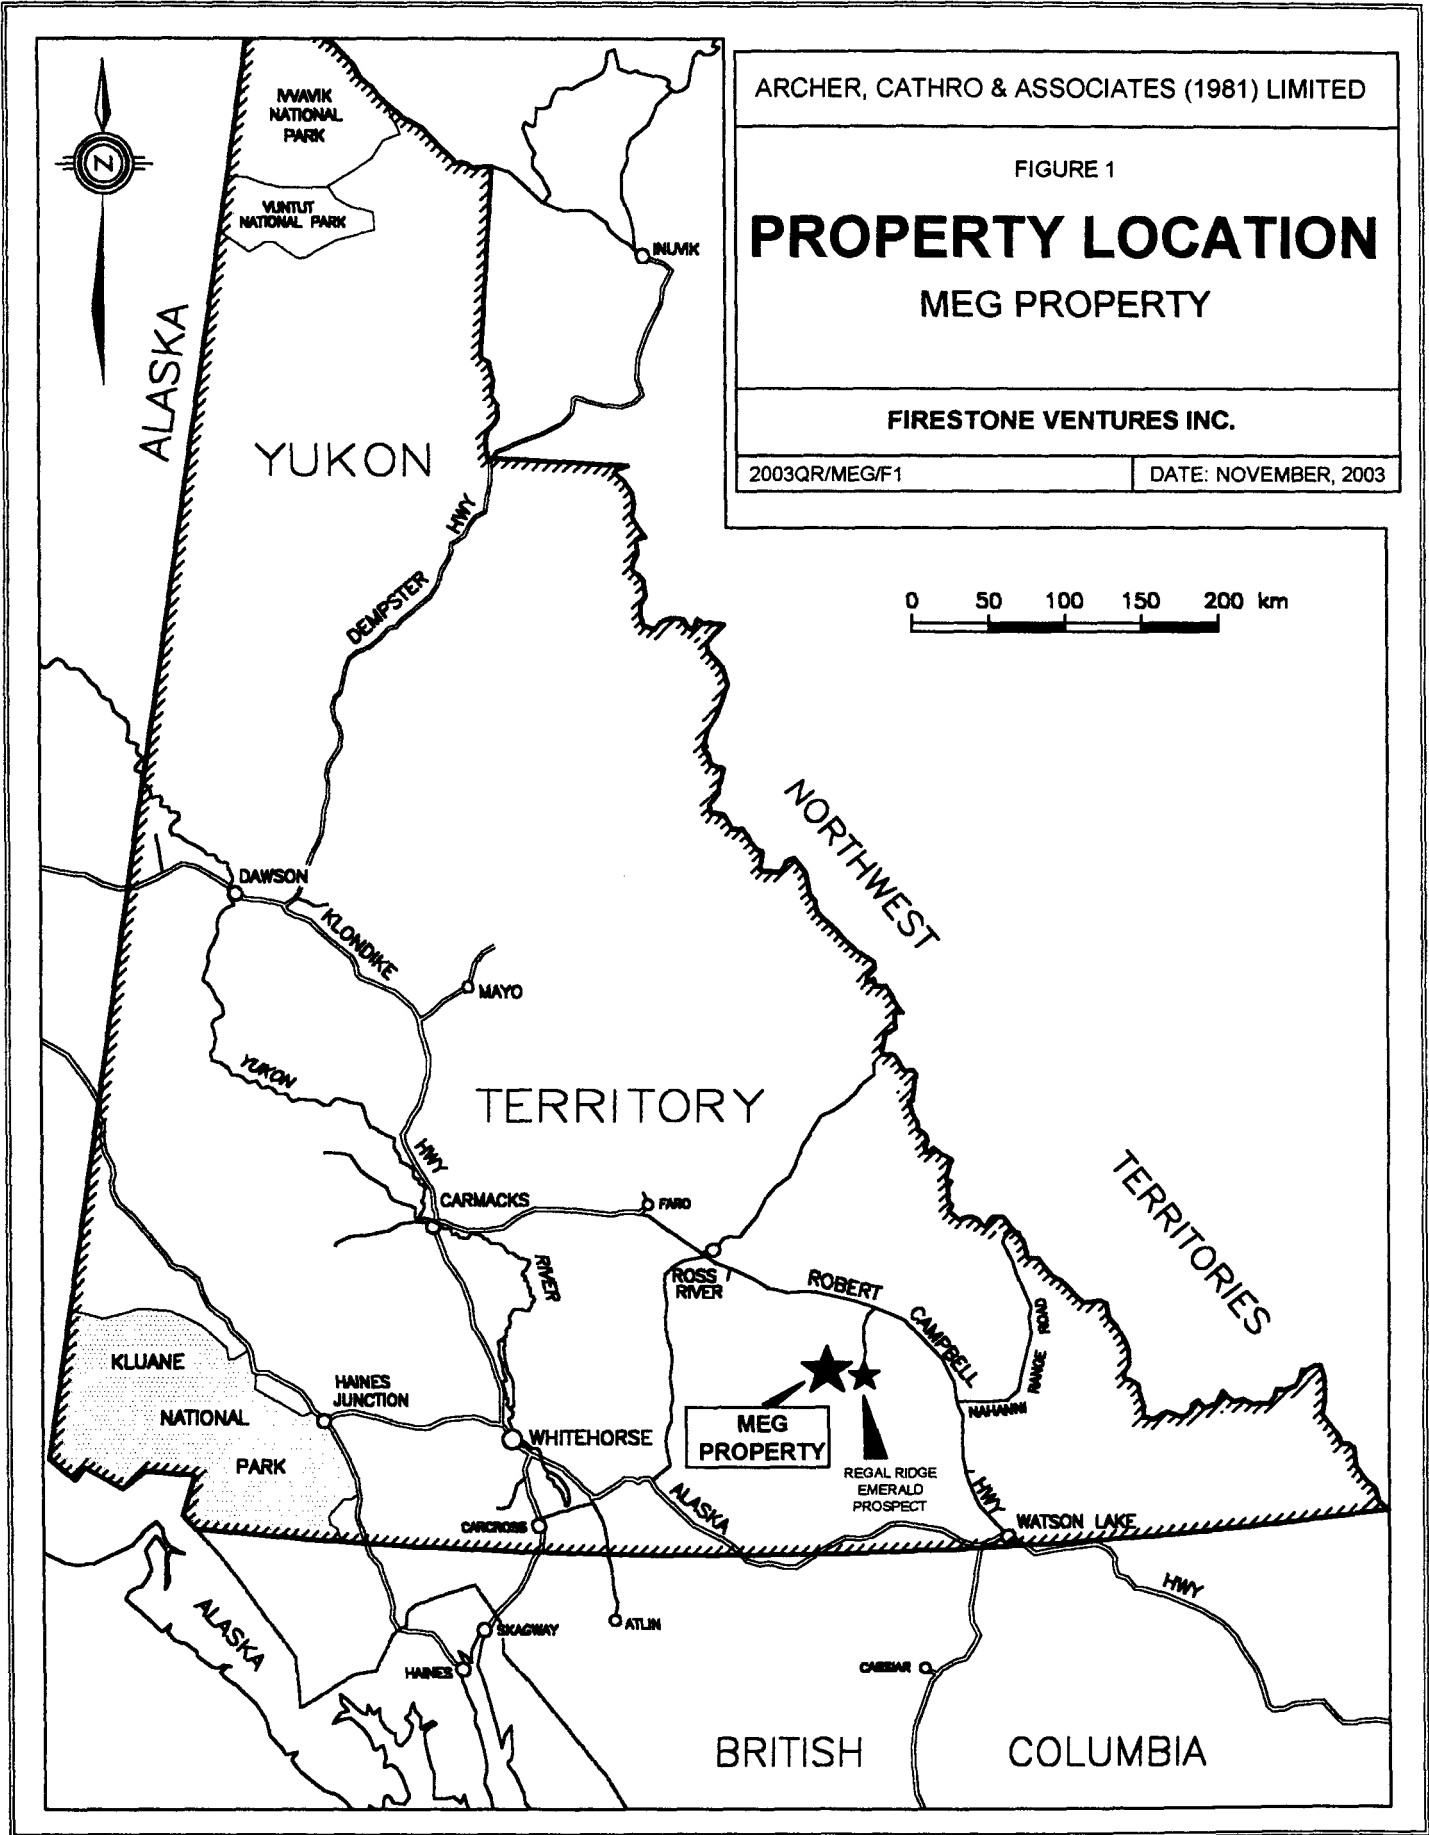 ARCHER, CATHRO & ASSOCIATES (1981) LIMITED
FIGURE 1
PROPERTY LOCATION
MEG PROPERTY
FIRESTONE VENTURES INC.
2003QR/MEG/F1
DATE: NOVEMBER, 2003
IVVAVIK
NATIONAL
PARK
N
VUNTUT
NATIONAL PARK
INUVIK
ALASKA
YUKON
DEMPSTER HWY
0 50 100 150 200 km
NORTHWEST
DAWSON
KLONDIKE
MAYO
YUKON
TERRITORY
HWY
CARMACKS
FARO
TERRITORIES
RIVER
ROSS
RIVER
ROBERT
CAMPBELL
RANGE ROAD
NAHANNI
KLUANE
NATIONAL
PARK
HAINES
JUNCTION
WHITEHORSE
MEG
PROPERTY
REGAL RIDGE
EMERALD
PROSPECT
HWY
ALASKA
WATSON LAKE
CARCROSS
HWY
ALASKA
SKAGWAY
ATLIN
HAINES
CASSIAR
BRITISH
COLUMBIA